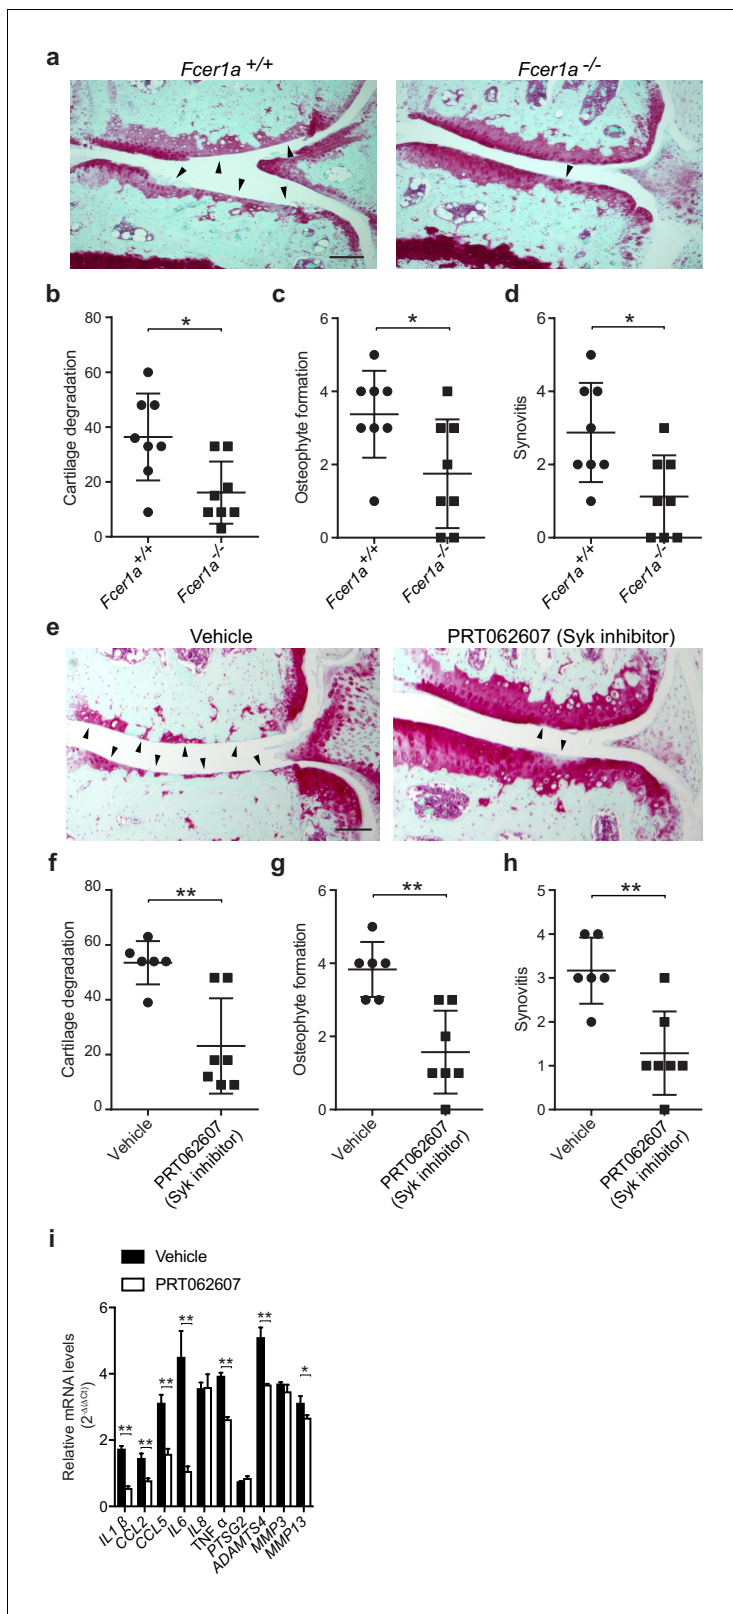 a
Fcer1a +/+
Fcer1a -/-
b
c
d
80
60
40
20
0
Cartilage degradation
*
Fcer1a+/+
Fcer1a-/-
6
4
2
0
Osteophyte formation
*
Fcer1a+/+
Fcer1a-/-
6
4
2
0
Synovitis
*
Fcer1a+/+
Fcer1a-/-
e
Vehicle
PRT062607 (Syk inhibitor)
f
g
h
80
60
40
20
0
Cartilage degradation
**
Vehicle
PRT062607
(Syk inhibitor)
6
4
2
0
Osteophyte formation
**
Vehicle
PRT062607
(Syk inhibitor)
5
4
3
2
1
0
Synovitis
**
Vehicle
PRT062607
(Syk inhibitor)
i
Vehicle
PRT062607
6
4
2
0
Relative mRNA levels
(2-Δ(ΔCt))
**
**
**
**
**
**
*
IL1 β
CCL2
CCL5
IL6
IL8
TNF α
PTSG2
ADAMTS4
MMP3
MMP13